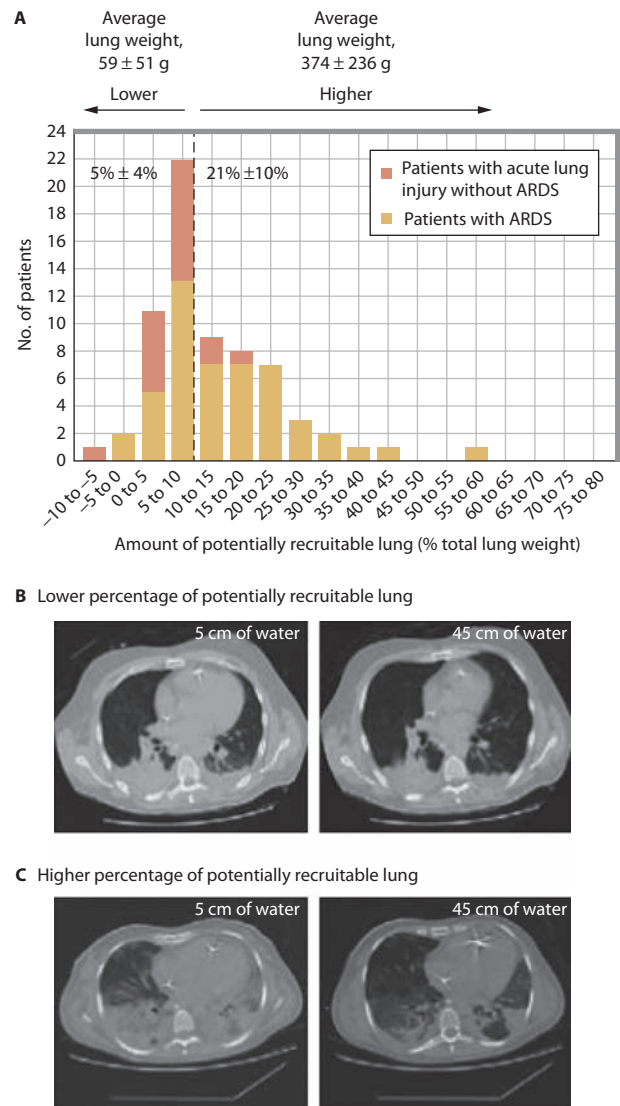 A
Average
lung weight,
59 ± 51 g
Lower
Average
lung weight,
374 ± 236 g
Higher
24
22
20
18
16
14
12
10
8
6
4
2
0
No. of patients
5% ± 4%
21% ±10%
Patients with acute lung
injury without ARDS
Patients with ARDS
−10 to −5
−5 to 0
0 to 5
5 to 10
10 to 15
15 to 20
20 to 25
25 to 30
30 to 35
35 to 40
40 to 45
45 to 50
50 to 55
55 to 60
60 to 65
65 to 70
70 to 75
75 to 80
Amount of potentially recruitable lung (% total lung weight)
B Lower percentage of potentially recruitable lung
5 cm of water
45 cm of water
C Higher percentage of potentially recruitable lung
5 cm of water
45 cm of water